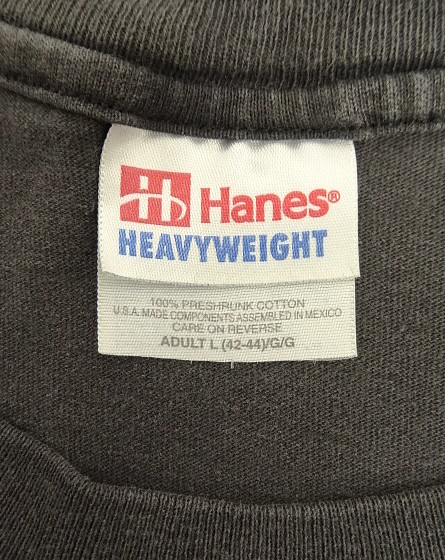 Hanes®
HEAVYWEIGHT
100% PRESHRUNK COTTON
U.S.A. MADE COMPONENTS ASSEMBLED IN MEXICO
CARE ON REVERSE
ADULT L (42-44)/G/G